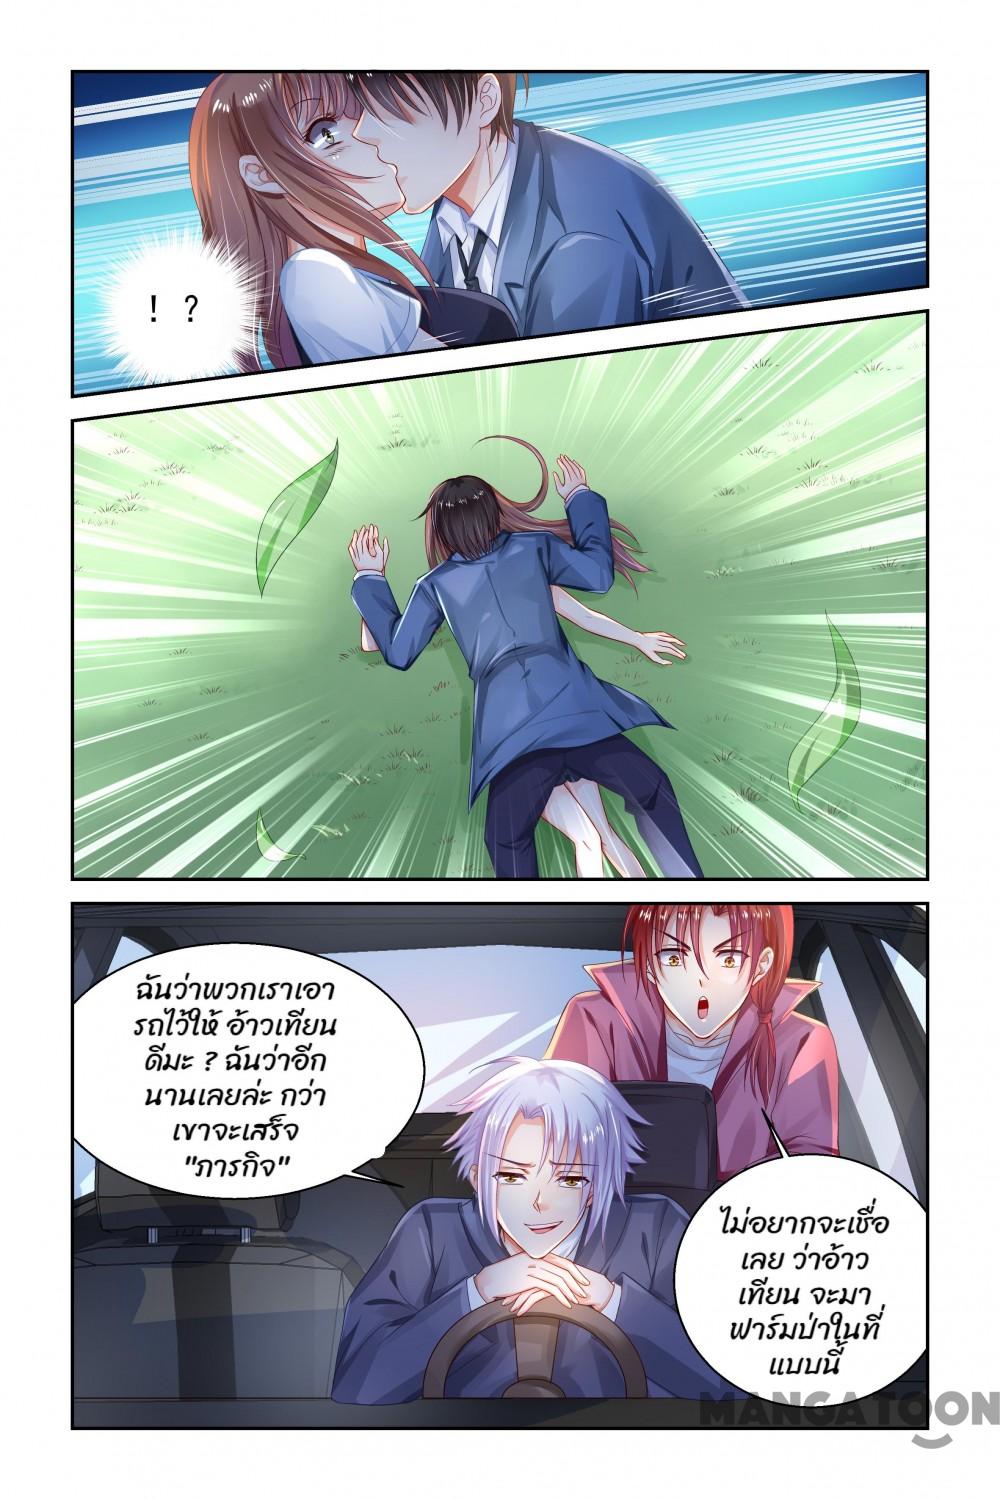 ！？
ฉันว่าพวกเราเอา
รถไว้ให้ อ้าวเทียน
ดีมะ ? ฉันว่าอีก
นานเลยล่ะ กว่า
เขาจะเสร็จ
"ภารกิจ"
ไม่อยากจะเชื่อ
เลย ว่าอ้าว
เทียน จะมา
ฟาร์มป่าในที่
แบบนี้
MANGATOON